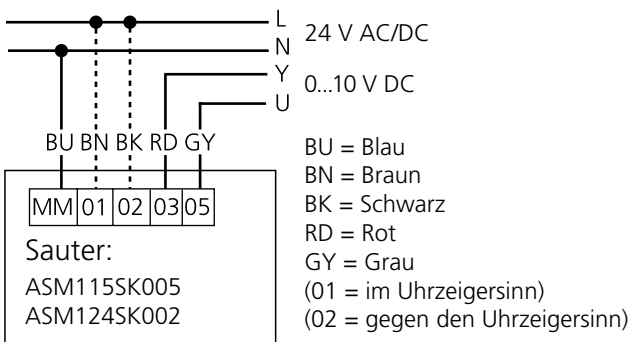 L
N
24 V AC/DC
Y
0...10 V DC
U
BU BN BK RD GY
MM 01 02 03 05
Sauter:
ASM115SK005
ASM124SK002
BU = Blau
BN = Braun
BK = Schwarz
RD = Rot
GY = Grau
(01 = im Uhrzeigersinn)
(02 = gegen den Uhrzeigersinn)